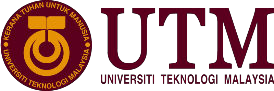 KERANA TUHAN UNTUK MANUSIA
UNIVERSITI TEKNOLOGI MALAYSIA
UTM
UNIVERSITI TEKNOLOGI MALAYSIA